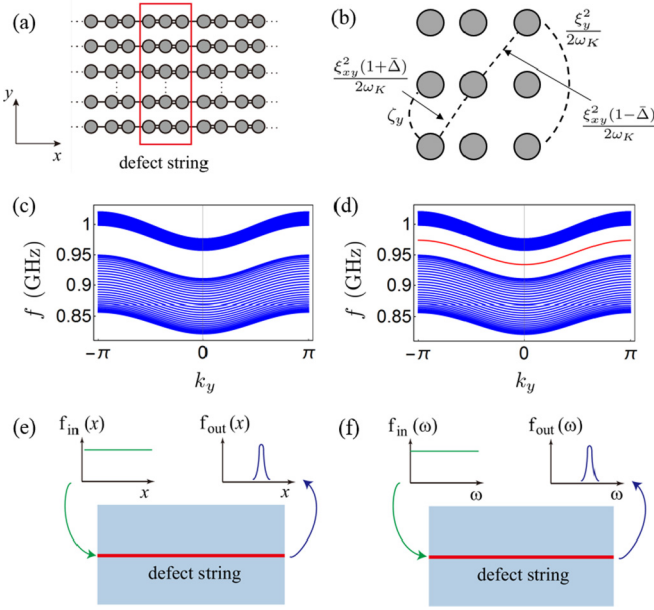 (a)
y
x
defect string
(b)
ξ_y^2 / 2ω_K
ξ_xy^2(1+Δ̄) / 2ω_K
ζ_y
ξ_xy^2(1−Δ̄) / 2ω_K
(c)
f (GHz)
1
0.95
0.9
0.85
−π 0 π
k_y
(d)
f (GHz)
1
0.95
0.9
0.85
−π 0 π
k_y
(e)
f_in(x)
x
f_out(x)
x
defect string
(f)
f_in(ω)
ω
f_out(ω)
ω
defect string